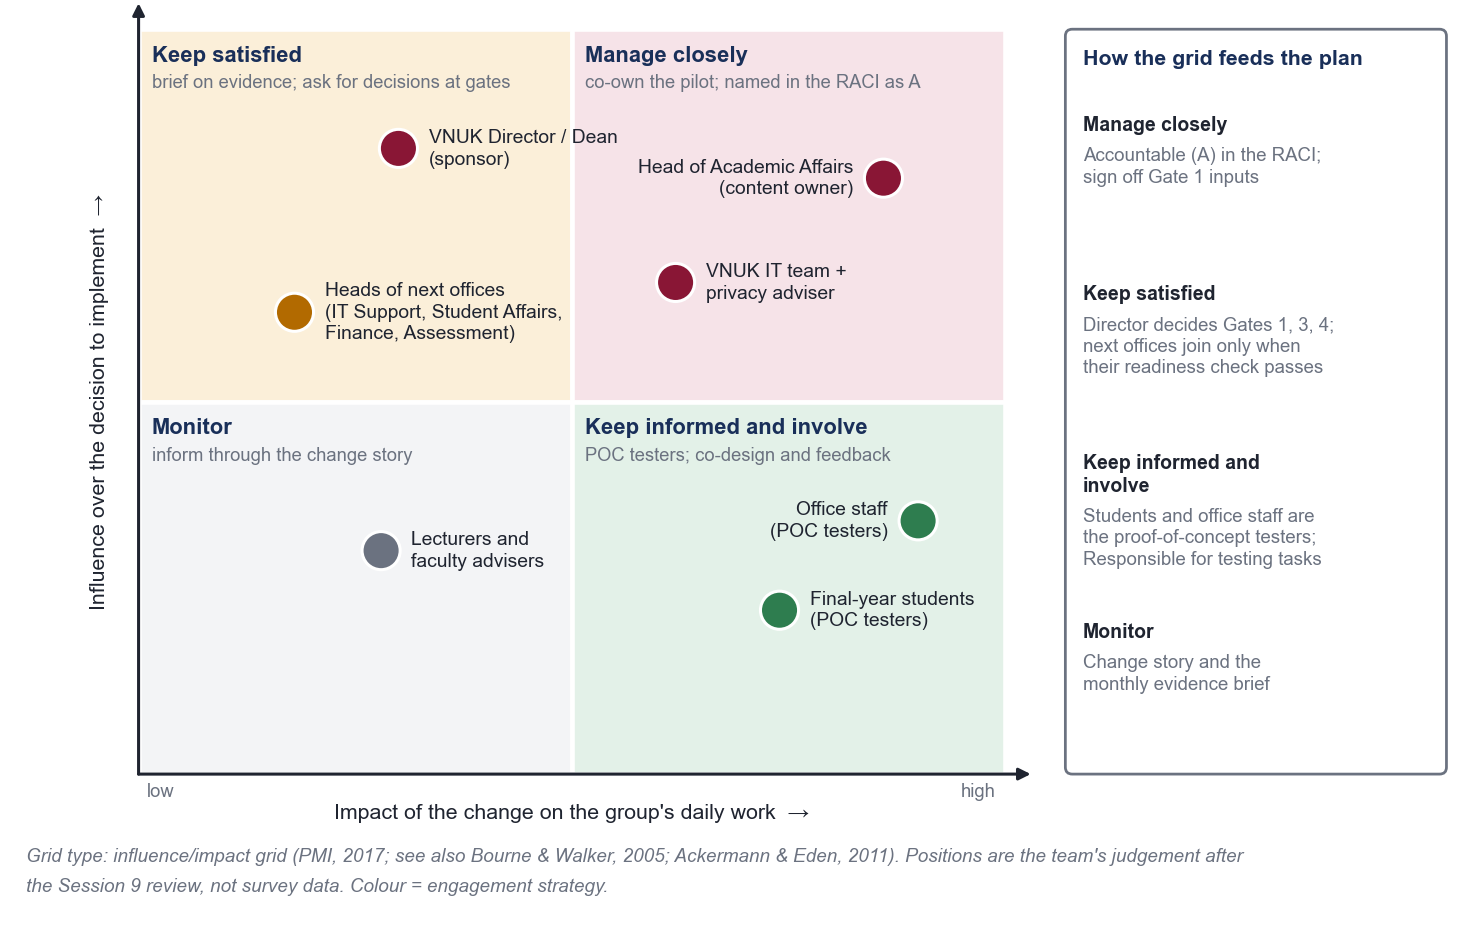 Keep satisfied
brief on evidence; ask for decisions at gates
Manage closely
co-own the pilot; named in the RACI as A
VNUK Director / Dean
(sponsor)
Head of Academic Affairs
(content owner)
VNUK IT team +
privacy adviser
Heads of next offices
(IT Support, Student Affairs,
Finance, Assessment)
Monitor
inform through the change story
Keep informed and involve
POC testers; co-design and feedback
Office staff
(POC testers)
Lecturers and
faculty advisers
Final-year students
(POC testers)
Influence over the decision to implement →
low
high
Impact of the change on the group's daily work →
How the grid feeds the plan
Manage closely
Accountable (A) in the RACI;
sign off Gate 1 inputs
Keep satisfied
Director decides Gates 1, 3, 4;
next offices join only when
their readiness check passes
Keep informed and
involve
Students and office staff are
the proof-of-concept testers;
Responsible for testing tasks
Monitor
Change story and the
monthly evidence brief
Grid type: influence/impact grid (PMI, 2017; see also Bourne & Walker, 2005; Ackermann & Eden, 2011). Positions are the team's judgement after
the Session 9 review, not survey data. Colour = engagement strategy.